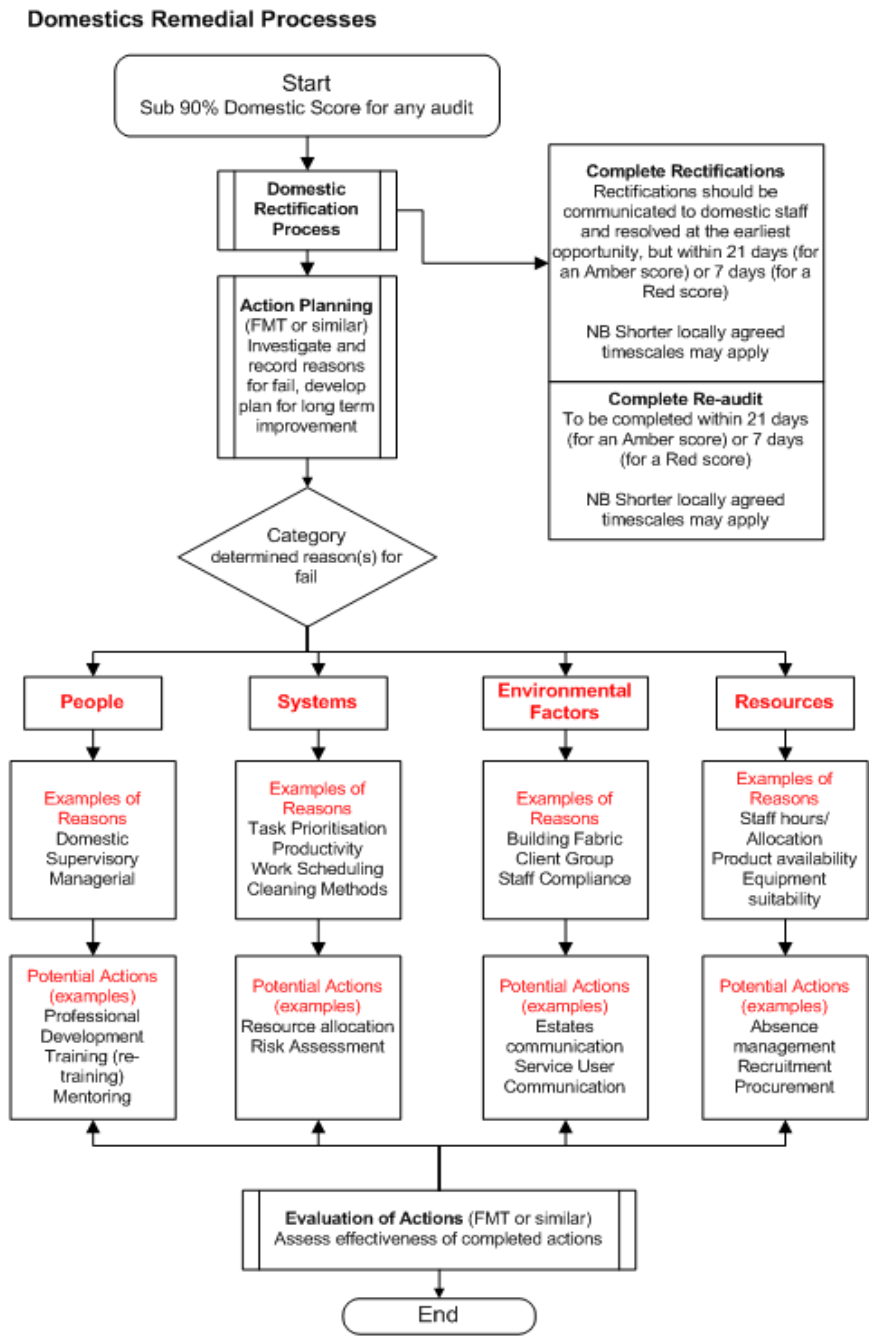 Domestics Remedial Processes
Start
Sub 90% Domestic Score for any audit
Domestic
Rectification
Process
Complete Rectifications
Rectifications should be
communicated to domestic staff
and resolved at the earliest
opportunity, but within 21 days (for
an Amber score) or 7 days (for a
Red score)
NB Shorter locally agreed
timescales may apply
Action Planning
(FMT or similar)
Investigate and
record reasons
for fail, develop
plan for long term
improvement
Complete Re-audit
To be completed within 21 days
(for an Amber score) or 7 days
(for a Red score)
NB Shorter locally agreed
timescales may apply
Category
determined reason(s) for
fail
People
Systems
Environmental
Factors
Resources
Examples of
Reasons
Domestic
Supervisory
Managerial
Examples of
Reasons
Task Prioritisation
Productivity
Work Scheduling
Cleaning Methods
Examples of
Reasons
Building Fabric
Client Group
Staff Compliance
Examples of
Reasons
Staff hours/
Allocation
Product availability
Equipment
suitability
Potential Actions
(examples)
Professional
Development
Training (re-
training)
Mentoring
Potential Actions
(examples)
Resource allocation
Risk Assessment
Potential Actions
(examples)
Estates
communication
Service User
Communication
Potential Actions
(examples)
Absence
management
Recruitment
Procurement
Evaluation of Actions (FMT or similar)
Assess effectiveness of completed actions
End